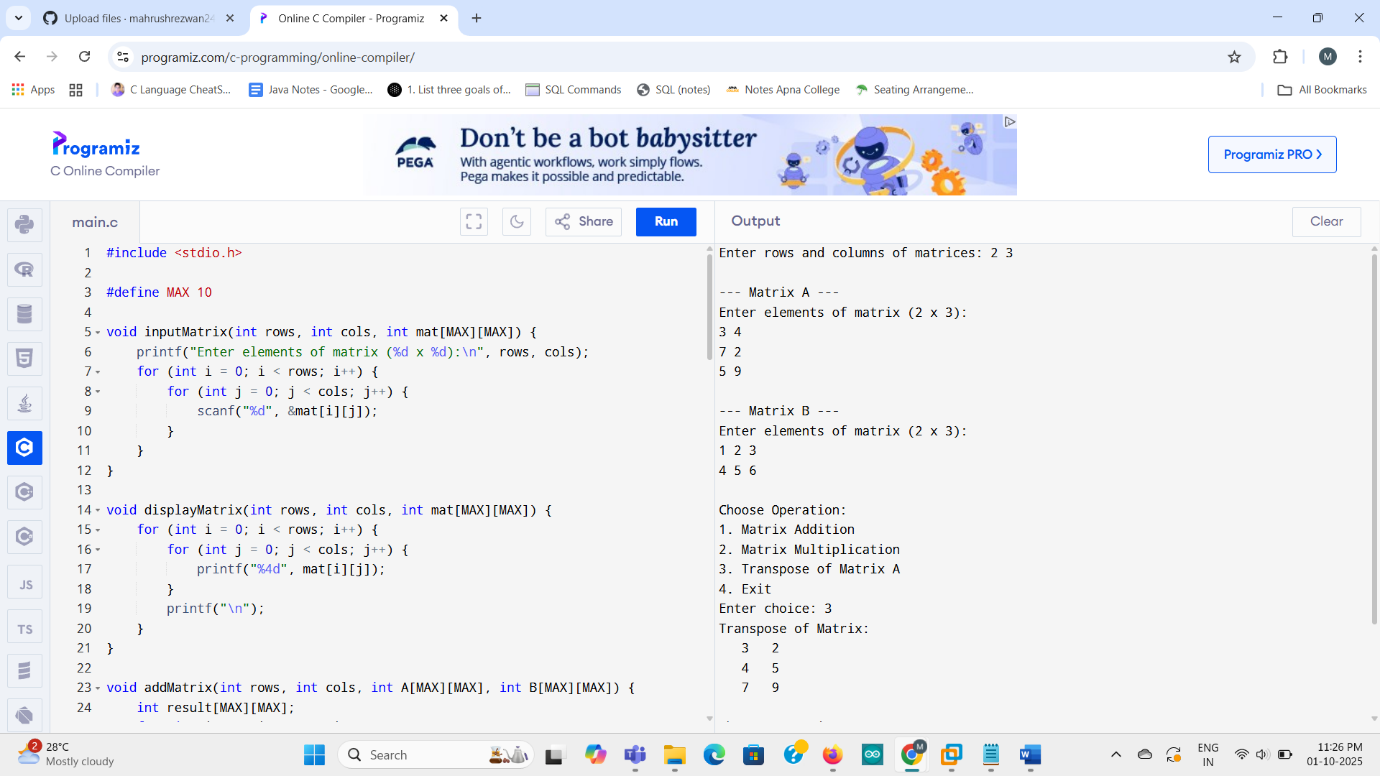 Upload files · mahrushrezwan24
Online C Compiler - Programiz
programiz.com/c-programming/online-compiler/
M
Apps
C Language CheatS...
Java Notes - Google...
1. List three goals of...
SQL Commands
SQL (notes)
Notes Apna College
Seating Arrangeme...
All Bookmarks
Programiz
C Online Compiler
PEGA
Don't be a bot babysitter
With agentic workflows, work simply flows.
Pega makes it possible and predictable.
Programiz PRO >
main.c
Share
Run
Output
Clear
JS
TS
1 #include <stdio.h>
2
3 #define MAX 10
4
5 void inputMatrix(int rows, int cols, int mat[MAX][MAX]) {
6     printf("Enter elements of matrix (%d x %d):\n", rows, cols);
7     for (int i = 0; i < rows; i++) {
8         for (int j = 0; j < cols; j++) {
9             scanf("%d", &mat[i][j]);
10         }
11     }
12 }
13
14 void displayMatrix(int rows, int cols, int mat[MAX][MAX]) {
15     for (int i = 0; i < rows; i++) {
16         for (int j = 0; j < cols; j++) {
17             printf("%4d", mat[i][j]);
18         }
19         printf("\n");
20     }
21 }
22
23 void addMatrix(int rows, int cols, int A[MAX][MAX], int B[MAX][MAX]) {
24     int result[MAX][MAX];
Enter rows and columns of matrices: 2 3
--- Matrix A ---
Enter elements of matrix (2 x 3):
3 4
7 2
5 9
--- Matrix B ---
Enter elements of matrix (2 x 3):
1 2 3
4 5 6
Choose Operation:
1. Matrix Addition
2. Matrix Multiplication
3. Transpose of Matrix A
4. Exit
Enter choice: 3
Transpose of Matrix:
   3   2
   4   5
   7   9
2
28°C
Mostly cloudy
Search
M
ENG
IN
11:26 PM
01-10-2025